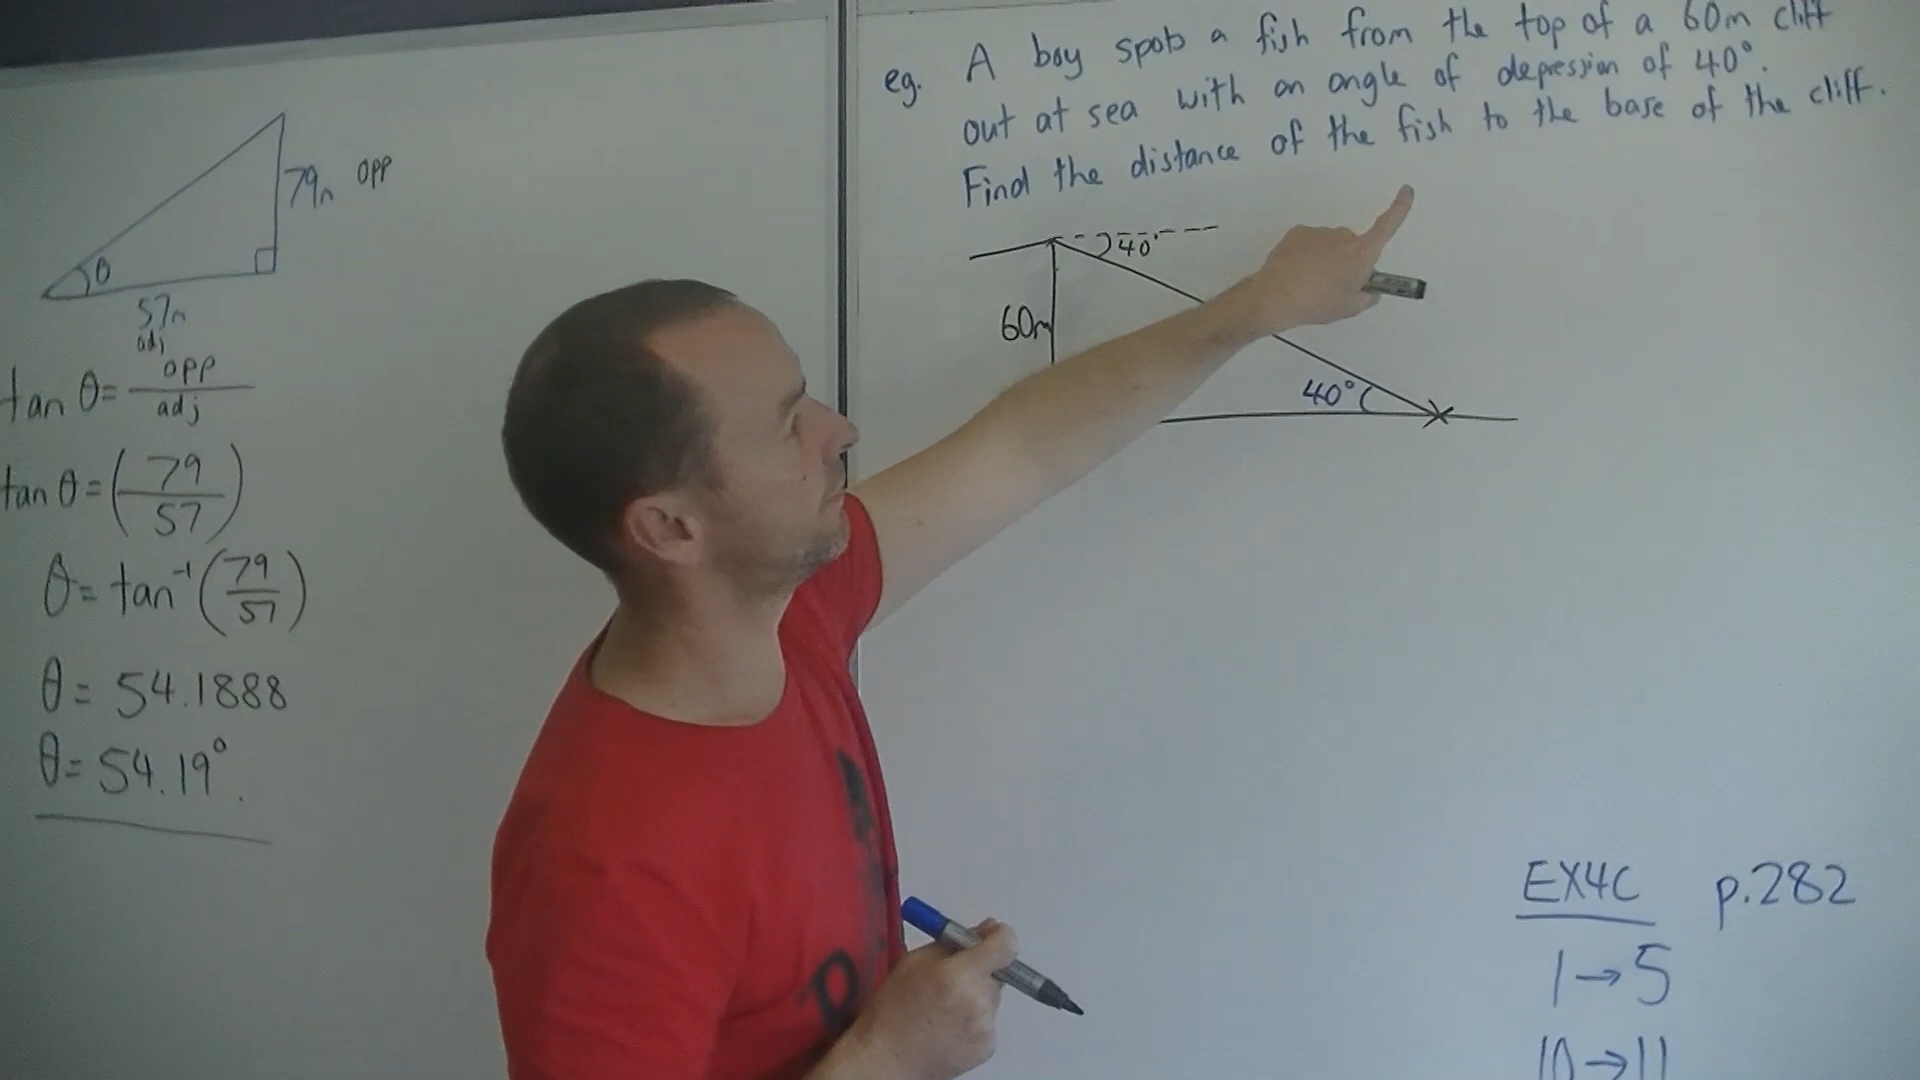 79m opp
θ
57m
adj
tan θ = opp/adj
tan θ = (79/57)
θ = tan⁻¹(79/57)
θ = 54.1888
θ = 54.19°.
eg. A boy spots a fish from the top of a 60m cliff
out at sea with an angle of depression of 40°.
Find the distance of the fish to the base of the cliff.
40°
60m
40°
EX4C p.282
1→5
10→11